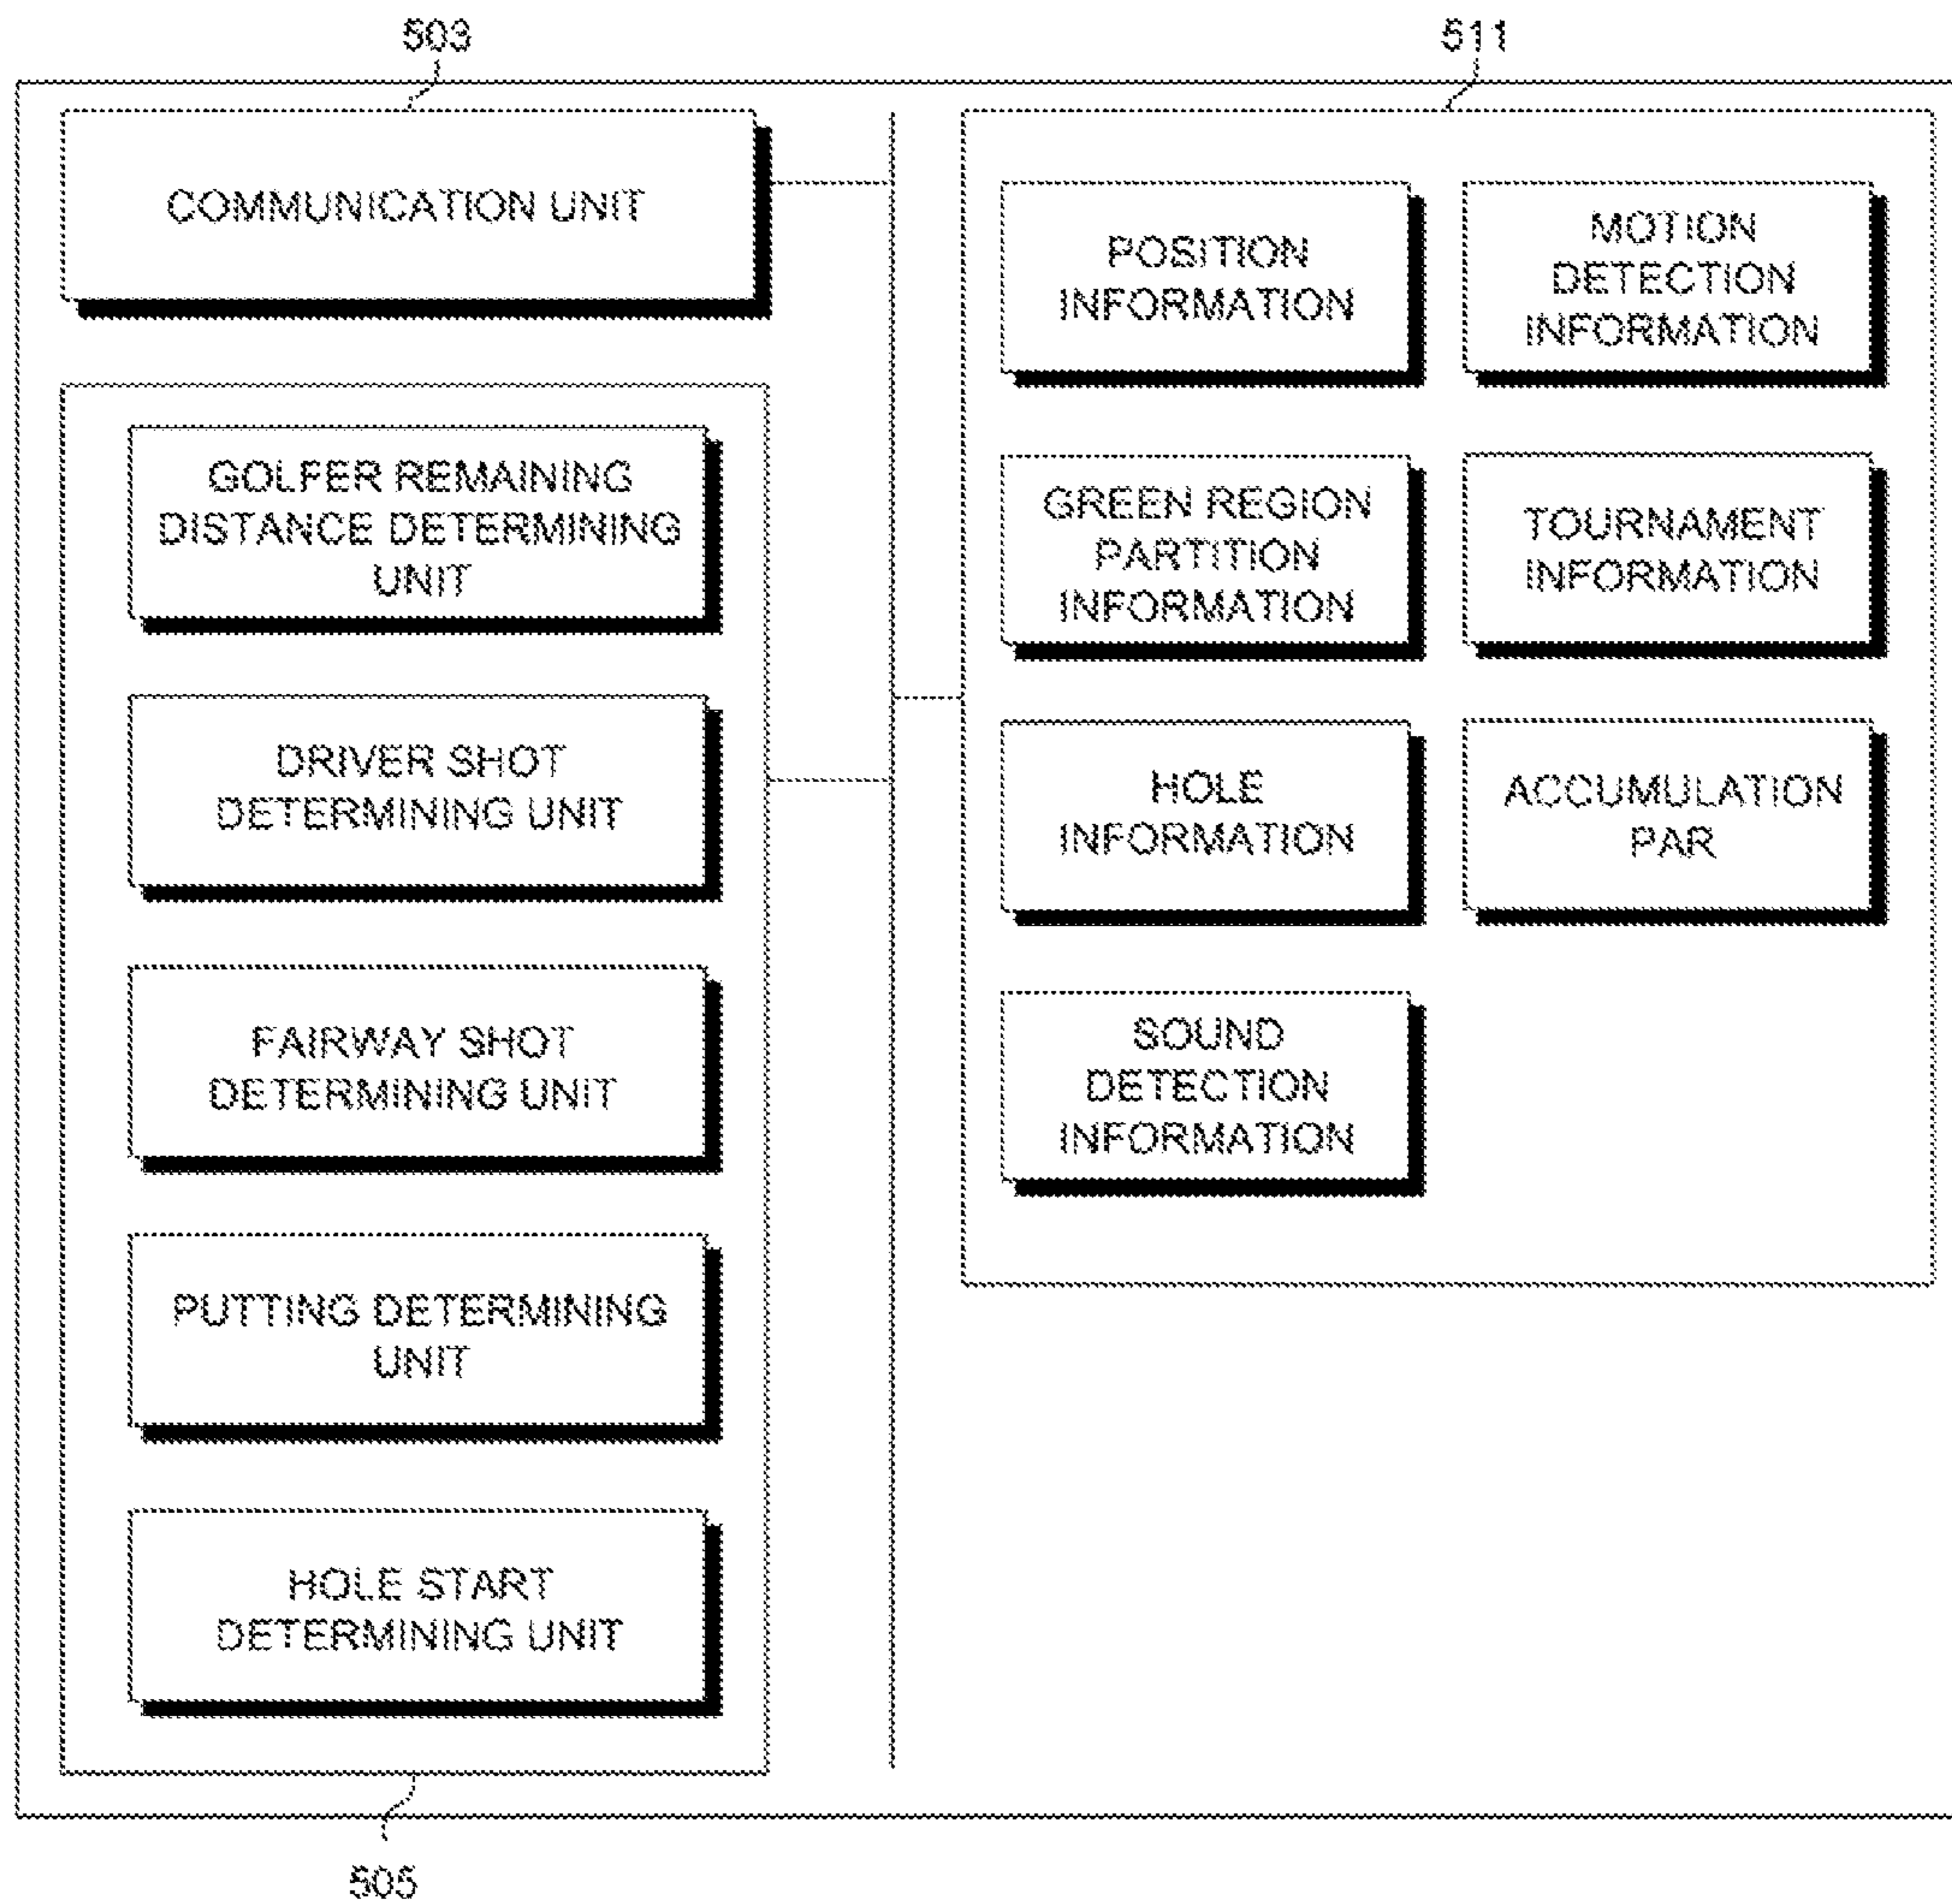 503
511
COMMUNICATION UNIT
GOLFER REMAINING
DISTANCE DETERMINING
UNIT
DRIVER SHOT
DETERMINING UNIT
FAIRWAY SHOT
DETERMINING UNIT
PUTTING DETERMINING
UNIT
HOLE START
DETERMINING UNIT
505
POSITION
INFORMATION
MOTION
DETECTION
INFORMATION
GREEN REGION
PARTITION
INFORMATION
TOURNAMENT
INFORMATION
HOLE
INFORMATION
ACCUMULATION
PAR
SOUND
DETECTION
INFORMATION